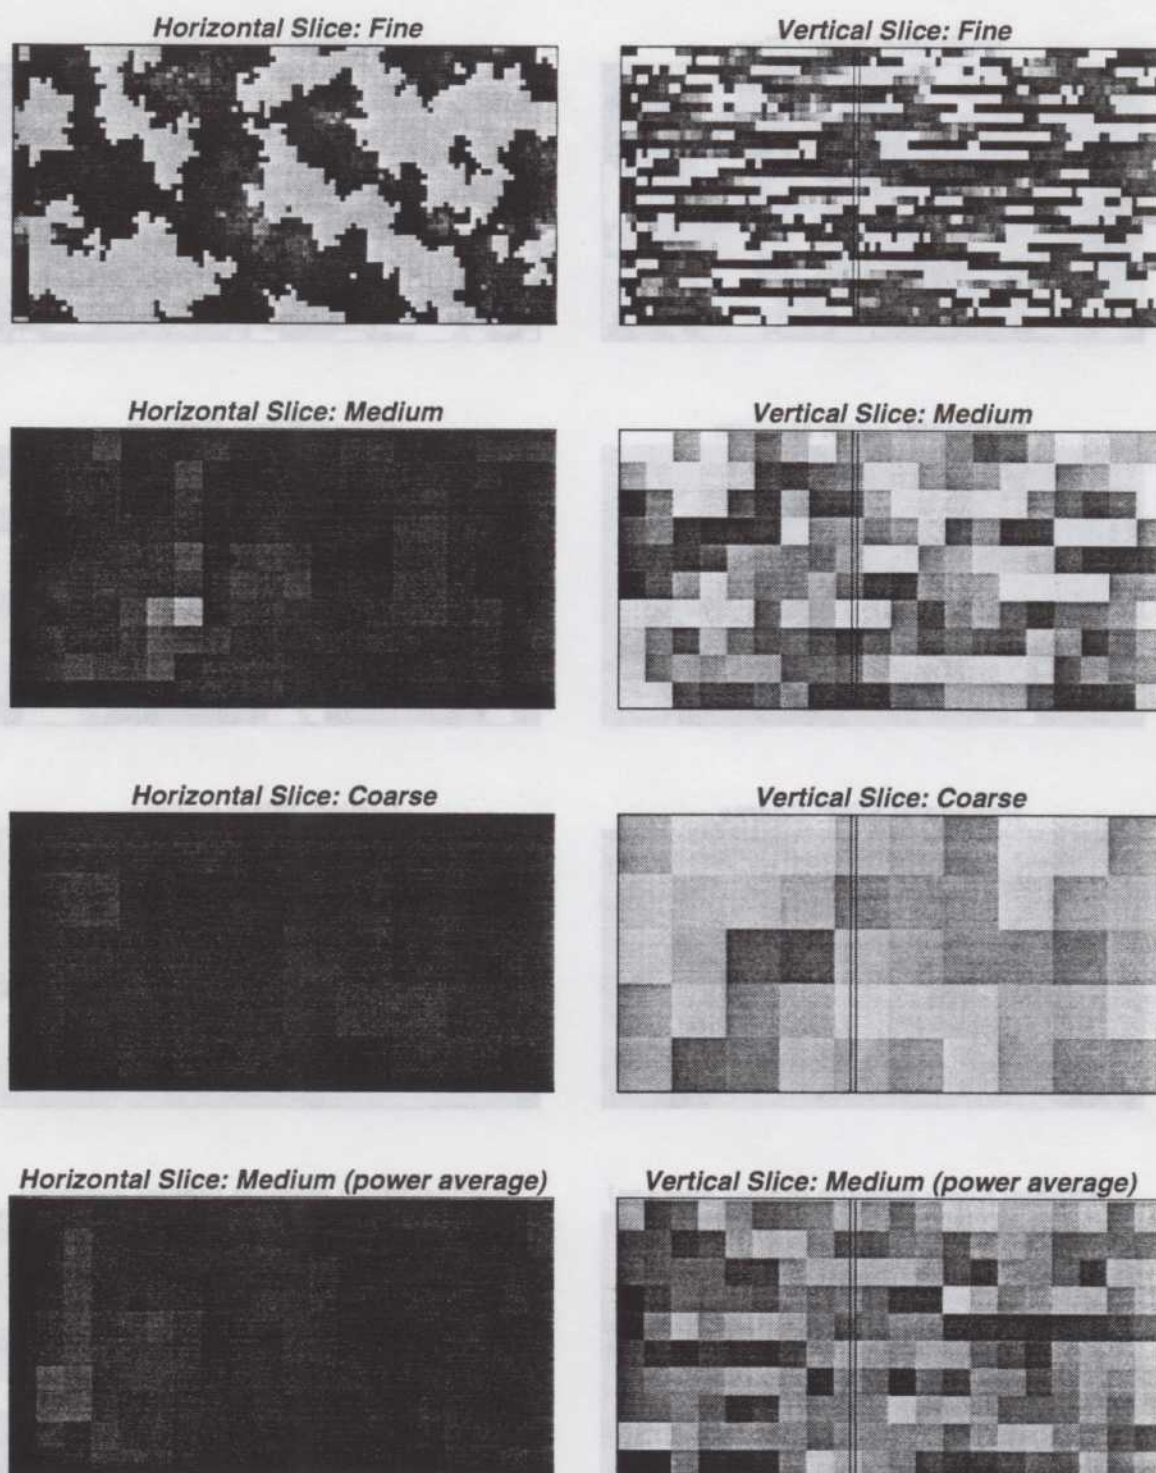 Horizontal Slice: Fine
Vertical Slice: Fine
Horizontal Slice: Medium
Vertical Slice: Medium
Horizontal Slice: Coarse
Vertical Slice: Coarse
Horizontal Slice: Medium (power average)
Vertical Slice: Medium (power average)